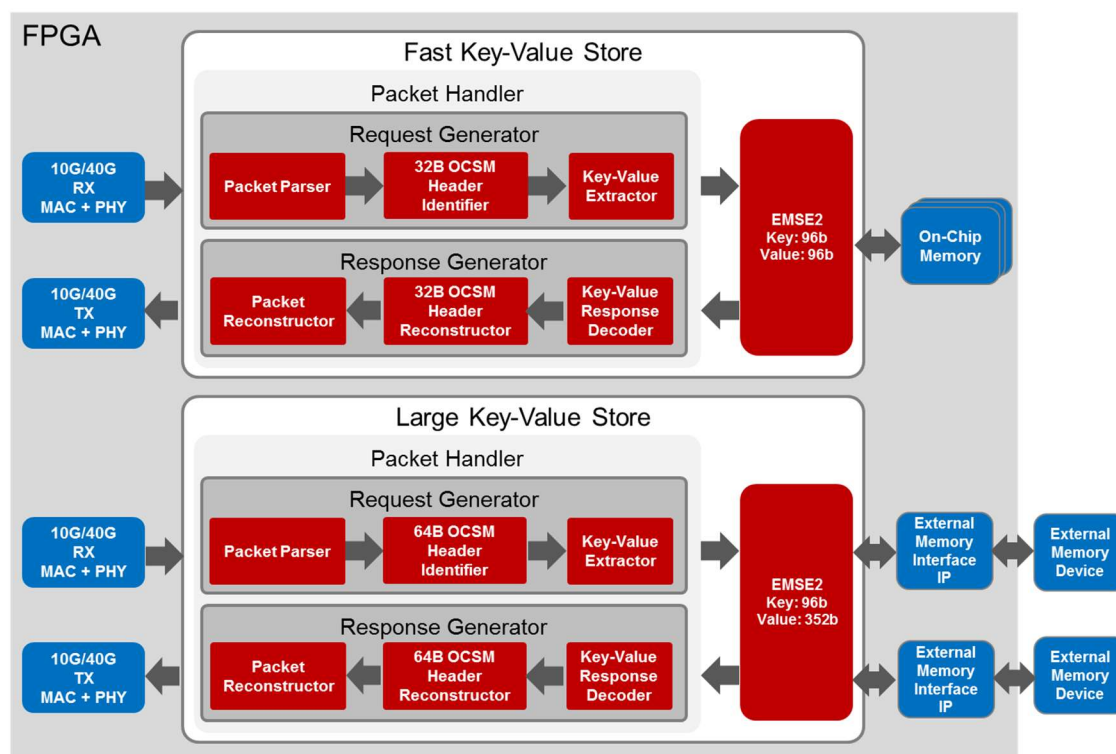 FPGA
Fast Key-Value Store
Packet Handler
Request Generator
10G/40G
RX
MAC + PHY
Packet Parser
32B OCSM
Header
Identifier
Key-Value
Extractor
EMSE2
Key: 96b
Value: 96b
On-Chip
Memory
Response Generator
10G/40G
TX
MAC + PHY
Packet
Reconstructor
32B OCSM
Header
Reconstructor
Key-Value
Response
Decoder
Large Key-Value Store
Packet Handler
Request Generator
10G/40G
RX
MAC + PHY
Packet Parser
64B OCSM
Header
Identifier
Key-Value
Extractor
EMSE2
Key: 96b
Value: 352b
External
Memory
Interface
IP
External
Memory
Device
Response Generator
10G/40G
TX
MAC + PHY
Packet
Reconstructor
64B OCSM
Header
Reconstructor
Key-Value
Response
Decoder
External
Memory
Interface
IP
External
Memory
Device